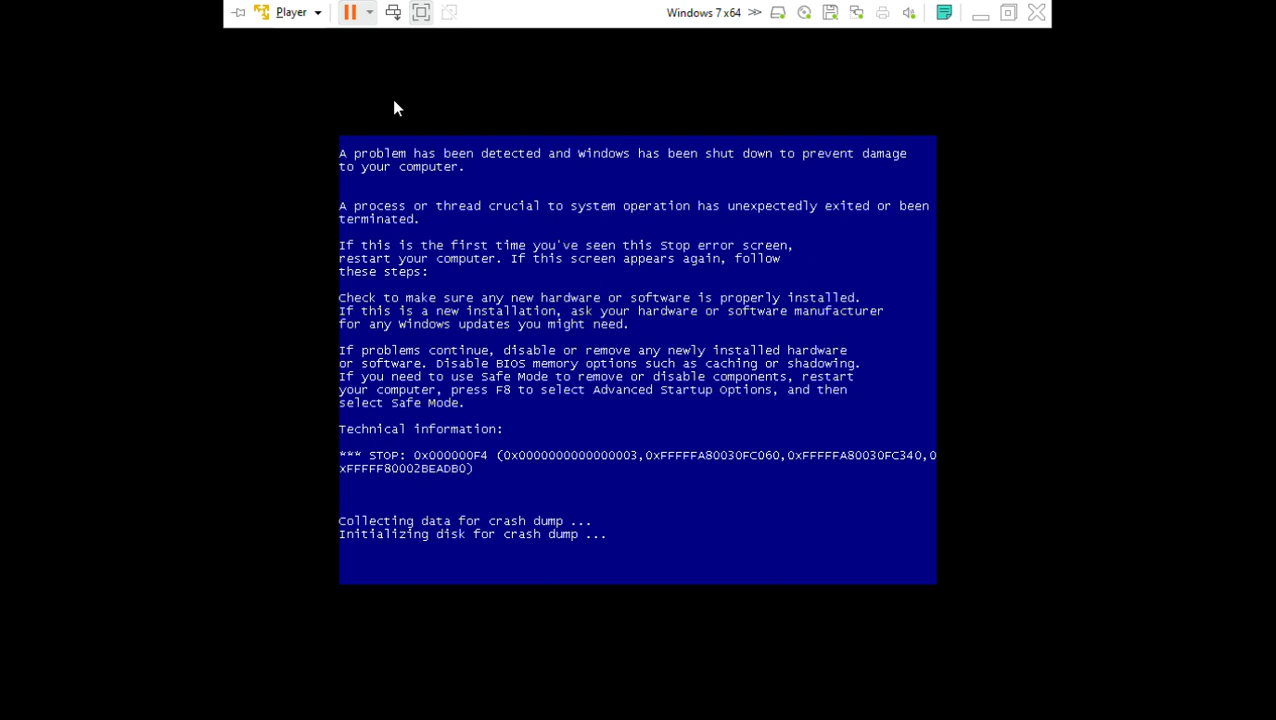 Player
Windows 7 x64
A problem has been detected and Windows has been shut down to prevent damage
to your computer.
A process or thread crucial to system operation has unexpectedly exited or been
terminated.
If this is the first time you've seen this Stop error screen,
restart your computer. If this screen appears again, follow
these steps:
Check to make sure any new hardware or software is properly installed.
If this is a new installation, ask your hardware or software manufacturer
for any Windows updates you might need.
If problems continue, disable or remove any newly installed hardware
or software. Disable BIOS memory options such as caching or shadowing.
If you need to use Safe Mode to remove or disable components, restart
your computer, press F8 to select Advanced Startup Options, and then
select Safe Mode.
Technical information:
*** STOP: 0x000000F4 (0x0000000000000003,0xFFFFFA80030FC060,0xFFFFFA80030FC340,0
xFFFFF80002BEADB0)
Collecting data for crash dump ...
Initializing disk for crash dump ...